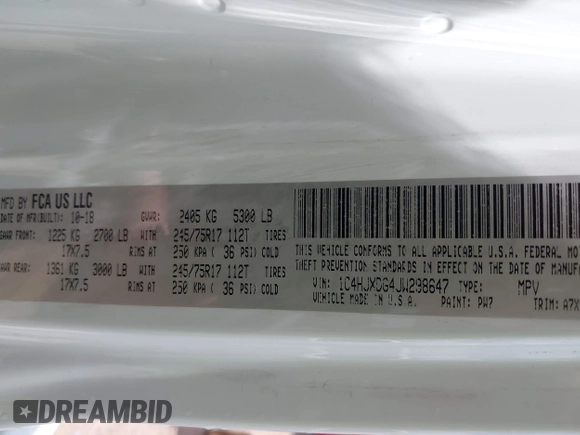 MFD BY FCA US LLC
DATE OF MFR(BUILT): 10-18 GVWR: 2405 KG 5300 LB
GAWR FRONT: 1225 KG 2700 LB WITH 245/75R17 112T TIRES
17X7.5 RIMS AT 250 KPA ( 36 PSI) COLD
GAWR REAR: 1361 KG 3000 LB WITH 245/75R17 112T TIRES
17X7.5 RIMS AT 250 KPA ( 36 PSI) COLD
THIS VEHICLE CONFORMS TO ALL APPLICABLE U.S.A. FEDERAL MO
THEFT PREVENTION STANDARDS IN EFFECT ON THE DATE OF M
VIN: 1C4HJXDG4JW298647 TYPE: MPV
VEHICLE MADE IN U.S.A PAINT: PW7 TRIM: A7X
DREAMBID